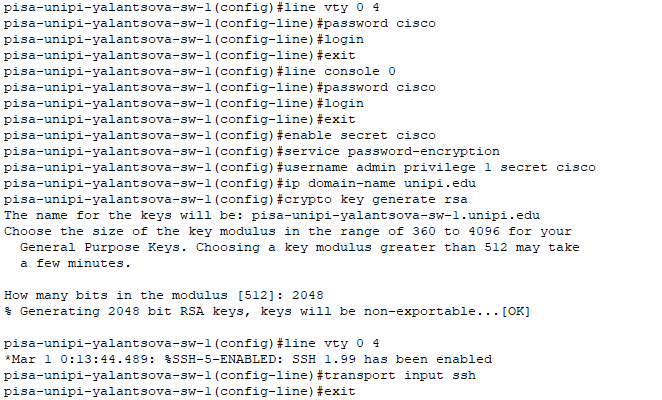 pisa-unipi-yalantsova-sw-1(config)#line vty 0 4
pisa-unipi-yalantsova-sw-1(config-line)#password cisco
pisa-unipi-yalantsova-sw-1(config-line)#login
pisa-unipi-yalantsova-sw-1(config-line)#exit
pisa-unipi-yalantsova-sw-1(config)#line console 0
pisa-unipi-yalantsova-sw-1(config-line)#password cisco
pisa-unipi-yalantsova-sw-1(config-line)#login
pisa-unipi-yalantsova-sw-1(config-line)#exit
pisa-unipi-yalantsova-sw-1(config)#enable secret cisco
pisa-unipi-yalantsova-sw-1(config)#service password-encryption
pisa-unipi-yalantsova-sw-1(config)#username admin privilege 1 secret cisco
pisa-unipi-yalantsova-sw-1(config)#ip domain-name unipi.edu
pisa-unipi-yalantsova-sw-1(config)#crypto key generate rsa
The name for the keys will be: pisa-unipi-yalantsova-sw-1.unipi.edu
Choose the size of the key modulus in the range of 360 to 4096 for your
General Purpose Keys. Choosing a key modulus greater than 512 may take
a few minutes.
How many bits in the modulus [512]: 2048
% Generating 2048 bit RSA keys, keys will be non-exportable...[OK]
pisa-unipi-yalantsova-sw-1(config)#line vty 0 4
*Mar 1 0:13:44.489: %SSH-5-ENABLED: SSH 1.99 has been enabled
pisa-unipi-yalantsova-sw-1(config-line)#transport input ssh
pisa-unipi-yalantsova-sw-1(config-line)#exit